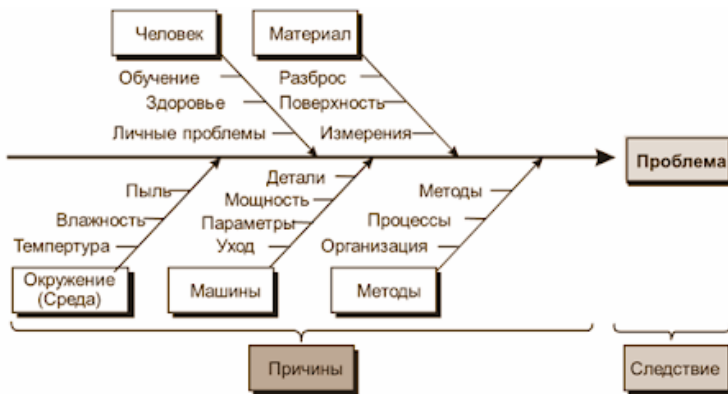 Человек
Материал
Обучение
Здоровье
Личные проблемы
Разброс
Поверхность
Измерения
Проблема
Пыль
Влажность
Темпертура
Детали
Мощность
Параметры
Уход
Методы
Процессы
Организация
Окружение
(Среда)
Машины
Методы
Причины
Следствие